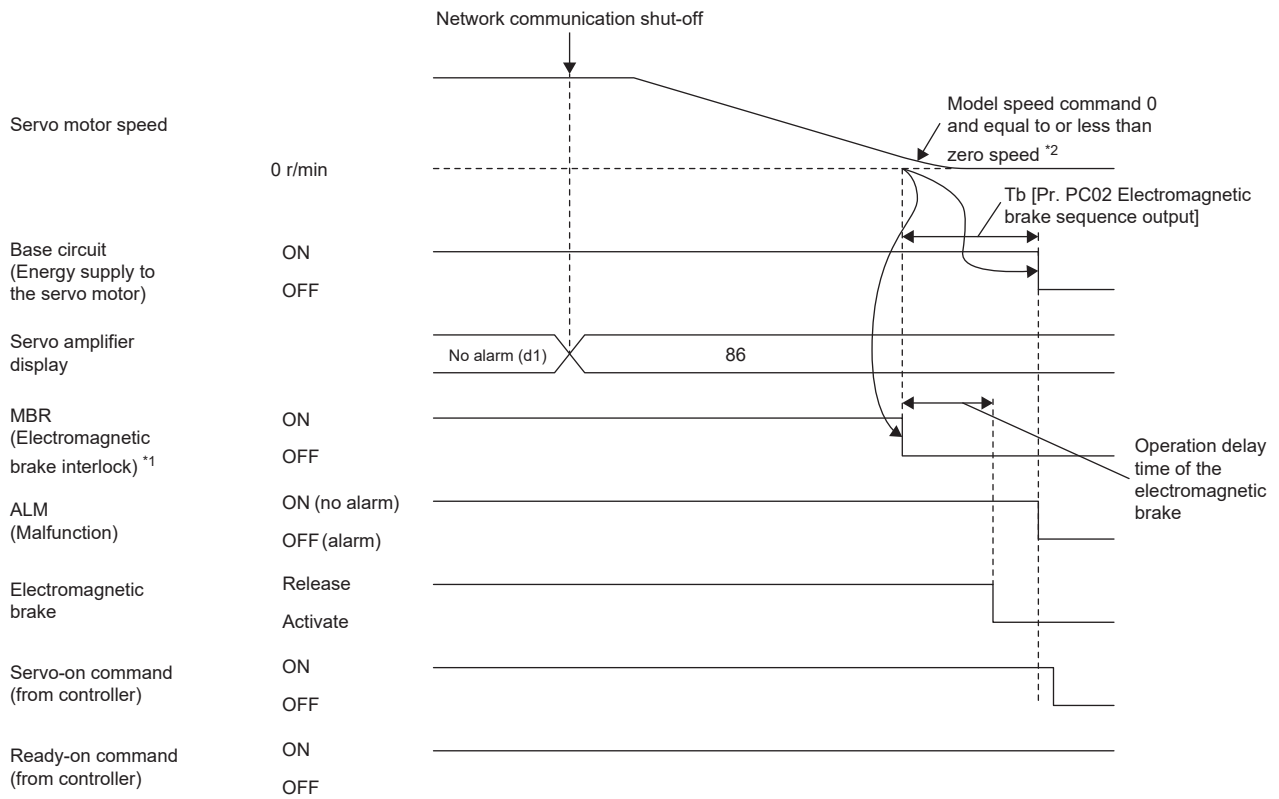 Network communication shut-off
Servo motor speed
0 r/min
Model speed command 0
and equal to or less than
zero speed *2
Tb [Pr. PC02 Electromagnetic
brake sequence output]
Base circuit
(Energy supply to
the servo motor)
ON
OFF
Servo amplifier
display
No alarm (d1)
86
MBR
(Electromagnetic
brake interlock) *1
ON
OFF
Operation delay
time of the
electromagnetic
brake
ALM
(Malfunction)
ON (no alarm)
OFF (alarm)
Electromagnetic
brake
Release
Activate
Servo-on command
(from controller)
ON
OFF
Ready-on command
(from controller)
ON
OFF